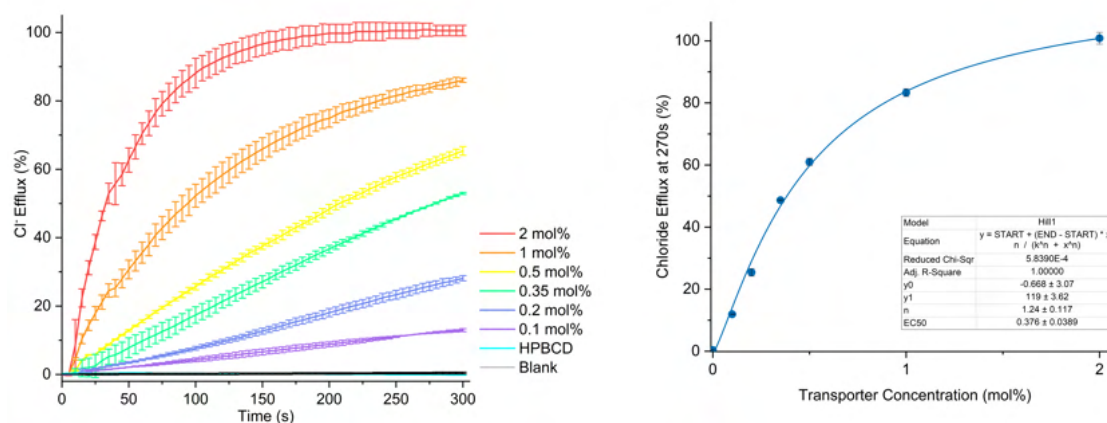 100
80
60
40
20
0
Cl⁻ Efflux (%)
0 50 100 150 200 250 300
Time (s)
2 mol%
1 mol%
0.5 mol%
0.35 mol%
0.2 mol%
0.1 mol%
HPBCD
Blank
100
80
60
40
20
0
Chloride Efflux at 270s (%)
0 1 2
Transporter Concentration (mol%)
Model Hill1
Equation y = START + (END - START) *
n / (k^n + x^n)
Reduced Chi-Sqr 5.8390E-4
Adj. R-Square 1.00000
y0 -0.668 ± 3.07
y1 119 ± 3.62
n 1.24 ± 0.117
EC50 0.376 ± 0.0389